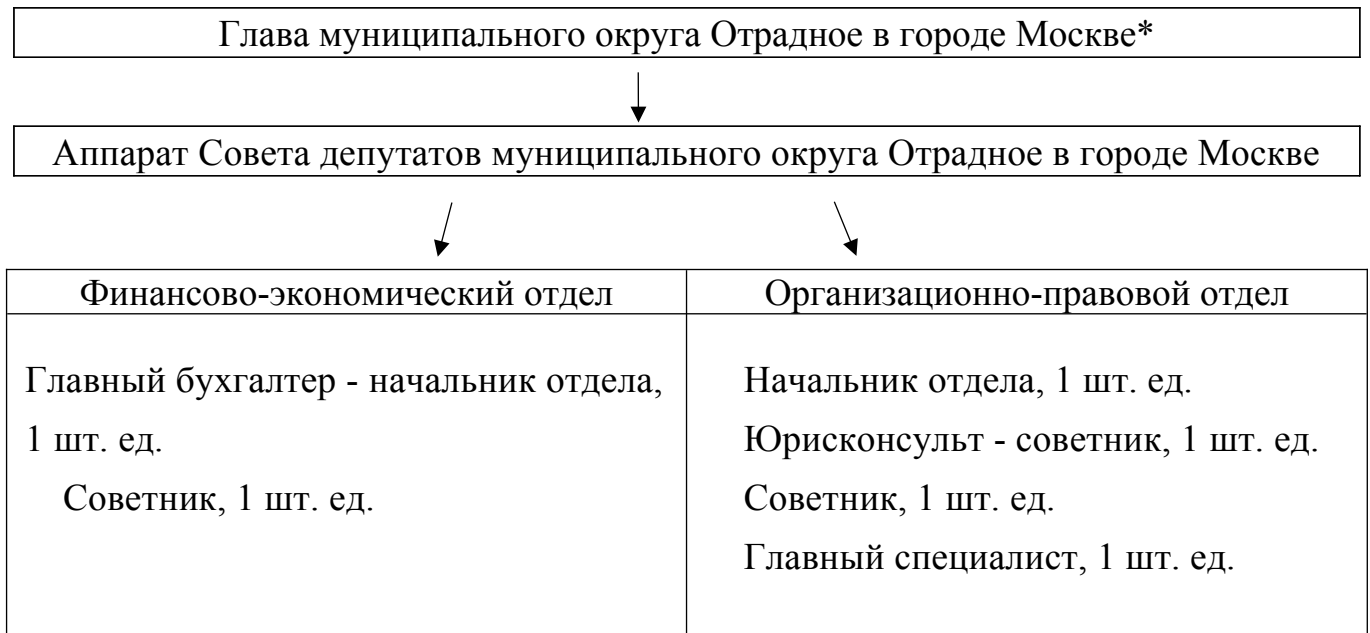 Глава муниципального округа Отрадное в городе Москве*
Аппарат Совета депутатов муниципального округа Отрадное в городе Москве
Финансово-экономический отдел
Главный бухгалтер - начальник отдела,
1 шт. ед.
Советник, 1 шт. ед.
Организационно-правовой отдел
Начальник отдела, 1 шт. ед.
Юрисконсульт - советник, 1 шт. ед.
Советник, 1 шт. ед.
Главный специалист, 1 шт. ед.